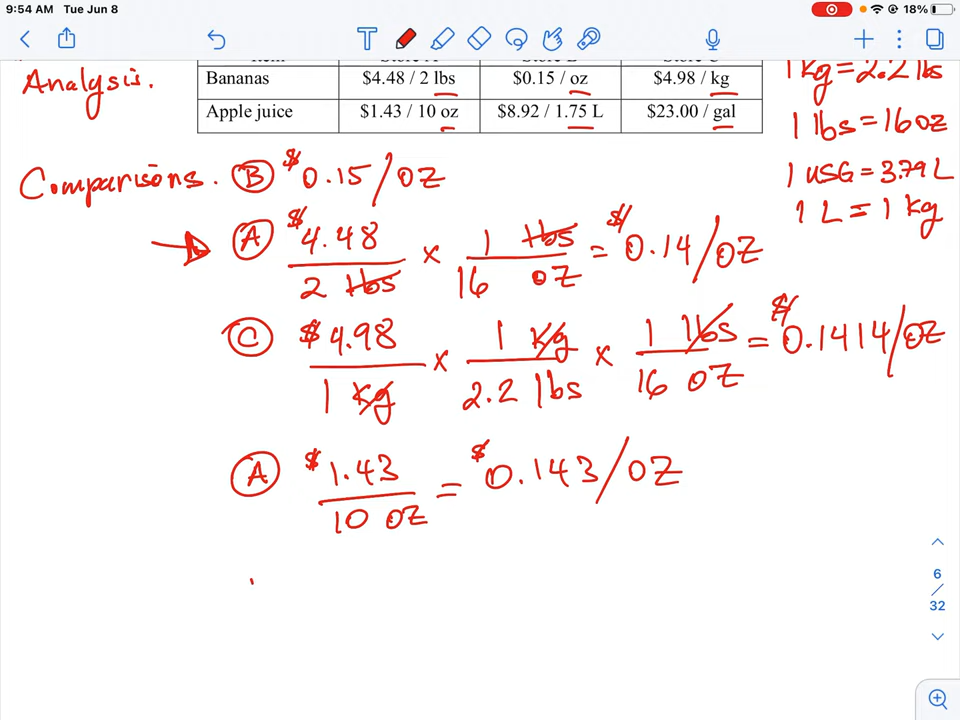 9:54 AM Tue Jun 8
18%
T
Bananas $4.48 / 2 lbs $0.15 / oz $4.98 / kg
Apple juice $1.43 / 10 oz $8.92 / 1.75 L $23.00 / gal
1 kg = 2.2 lbs
1 lbs = 16 oz
1 USG = 3.79 L
1 L = 1 kg
Analysis.
Comparisons. B $0.15/oz
A $4.48 / 2 lbs × 1 lbs / 16 oz = $0.14/oz
C $4.98 / 1 kg × 1 kg / 2.2 lbs × 1 lbs / 16 oz = $0.1414/oz
A $1.43 / 10 oz = $0.143/oz
6
/
32